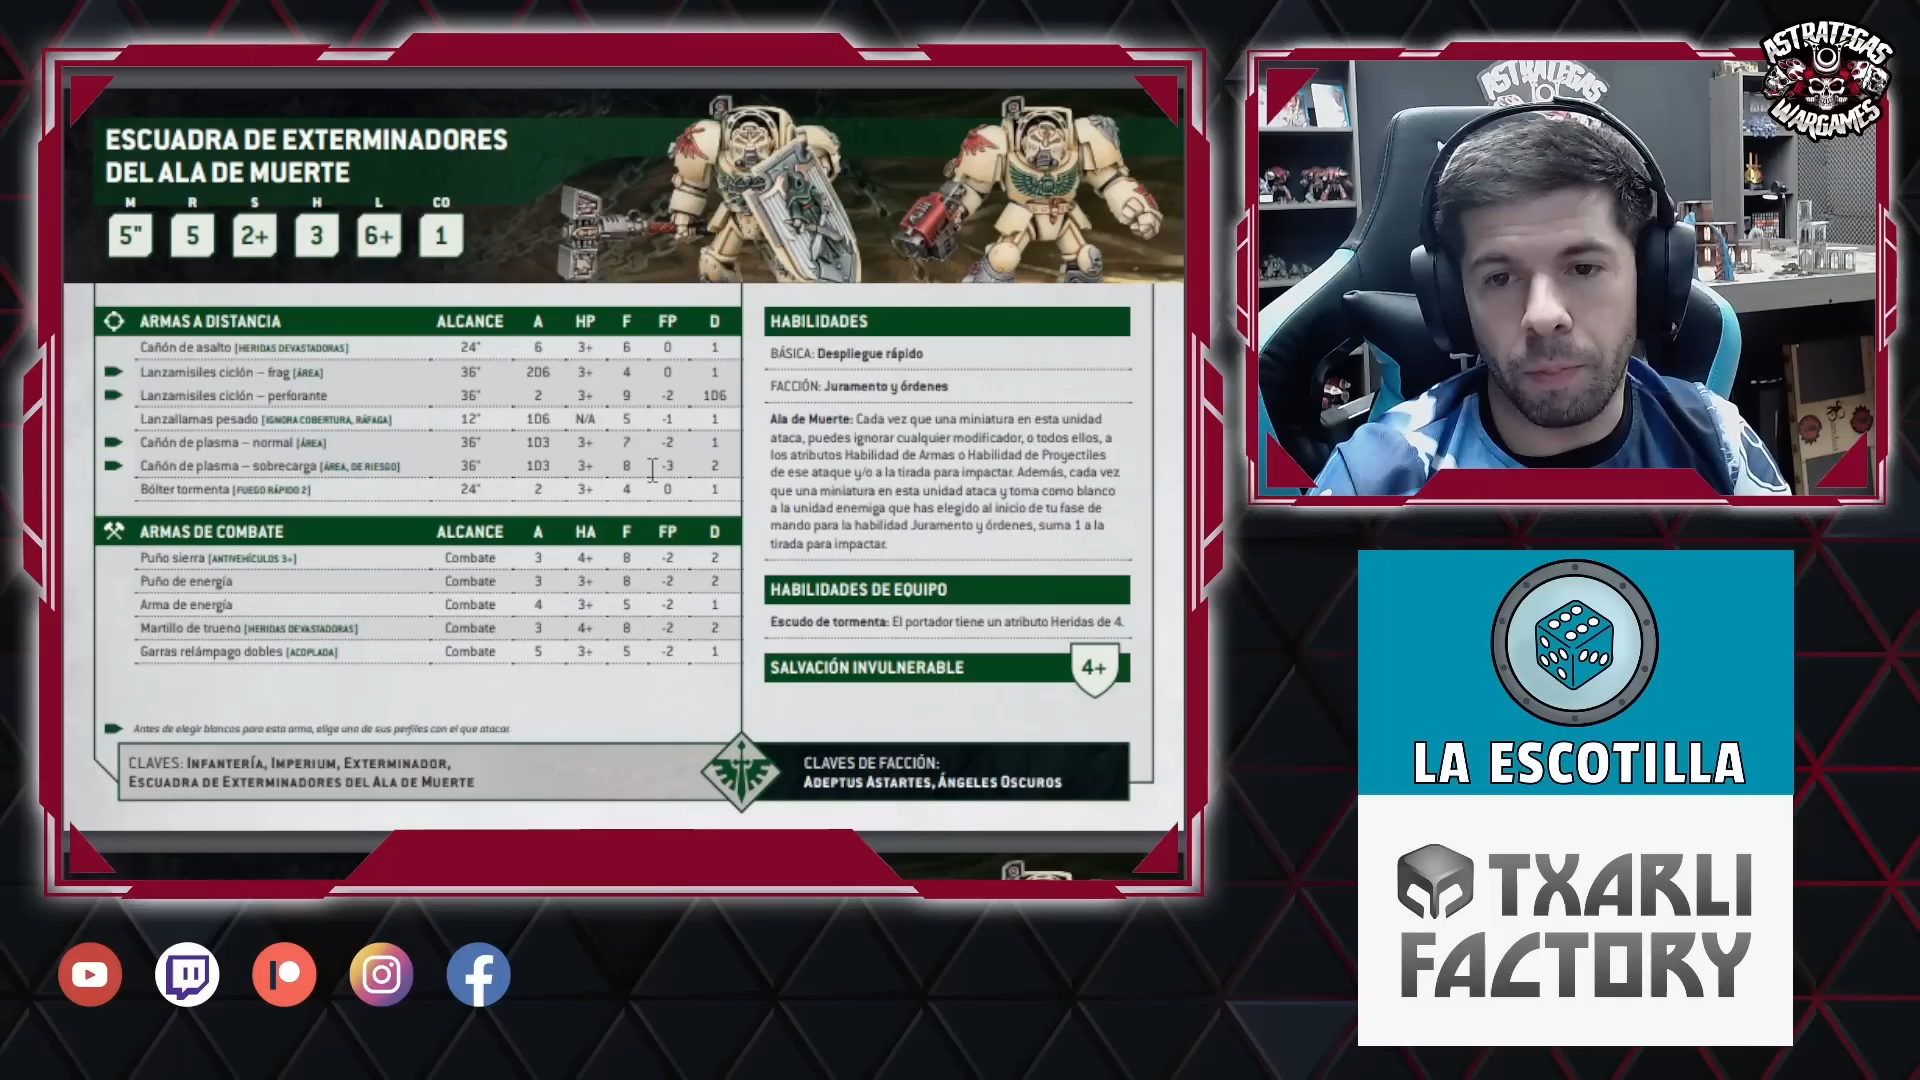 ESCUADRA DE EXTERMINADORES
DEL ALA DE MUERTE
M R S H L CO
5" 5 2+ 3 6+ 1
ARMAS A DISTANCIA ALCANCE A HP F FP D
Cañón de asalto [HERIDAS DEVASTADORAS] 24" 6 3+ 6 0 1
Lanzamisiles ciclón – frag [ÁREA] 36" 2D6 3+ 4 0 1
Lanzamisiles ciclón – perforante 36" 2 3+ 9 -2 1D6
Lanzallamas pesado [IGNORA COBERTURA, RÁFAGA] 12" 1D6 N/A 5 -1 1
Cañón de plasma – normal [ÁREA] 36" 1D3 3+ 7 -2 1
Cañón de plasma – sobrecarga [ÁREA, DE RIESGO] 36" 1D3 3+ 8 -3 2
Bólter tormenta [FUEGO RÁPIDO 2] 24" 2 3+ 4 0 1
ARMAS DE COMBATE ALCANCE A HA F FP D
Puño sierra [ANTIVEHÍCULOS 3+] Combate 3 4+ 8 -2 2
Puño de energía Combate 3 3+ 8 -2 2
Arma de energía Combate 4 3+ 5 -2 1
Martillo de trueno [HERIDAS DEVASTADORAS] Combate 3 4+ 8 -2 2
Garras relámpago dobles [ACOPLADA] Combate 5 3+ 5 -2 1
Antes de elegir blancos para esta arma, elige uno de sus perfiles con el que atacar.
CLAVES: INFANTERÍA, IMPERIUM, EXTERMINADOR,
ESCUADRA DE EXTERMINADORES DEL ALA DE MUERTE
HABILIDADES
BÁSICA: Despliegue rápido
FACCIÓN: Juramento y órdenes
Ala de Muerte: Cada vez que una miniatura en esta unidad
ataca, puedes ignorar cualquier modificador, o todos ellos, a
los atributos Habilidad de Armas o Habilidad de Proyectiles
de ese ataque y/o a la tirada para impactar. Además, cada vez
que una miniatura en esta unidad ataca y toma como blanco
a la unidad enemiga que has elegido al inicio de tu fase de
mando para la habilidad Juramento y órdenes, suma 1 a la
tirada para impactar.
HABILIDADES DE EQUIPO
Escudo de tormenta: El portador tiene un atributo Heridas de 4.
SALVACIÓN INVULNERABLE 4+
CLAVES DE FACCIÓN:
ADEPTUS ASTARTES, ÁNGELES OSCUROS
ASTRATEGAS
WARGAMES
ASTRATEGAS
LA ESCOTILLA
TXARLI
FACTORY